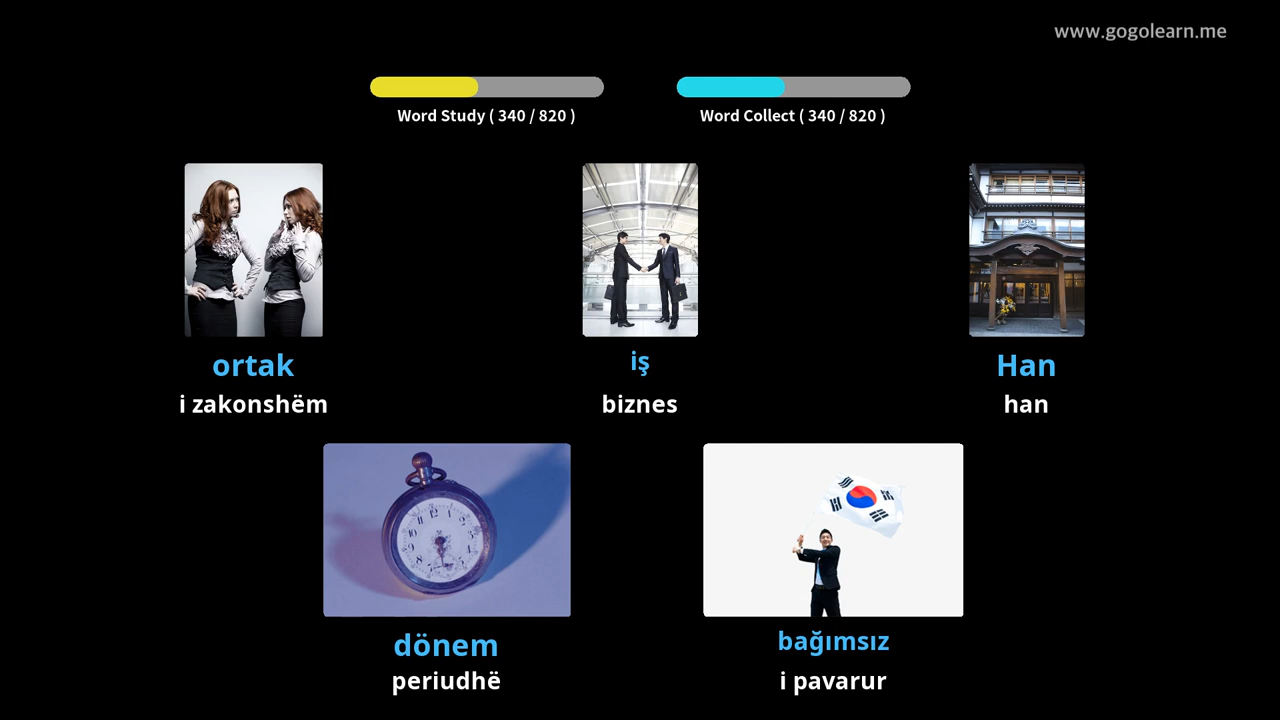 www.gogolearn.me
Word Study ( 340 / 820 )
Word Collect ( 340 / 820 )
ortak
i zakonshëm
iş
biznes
Han
han
dönem
periudhë
bağımsız
i pavarur